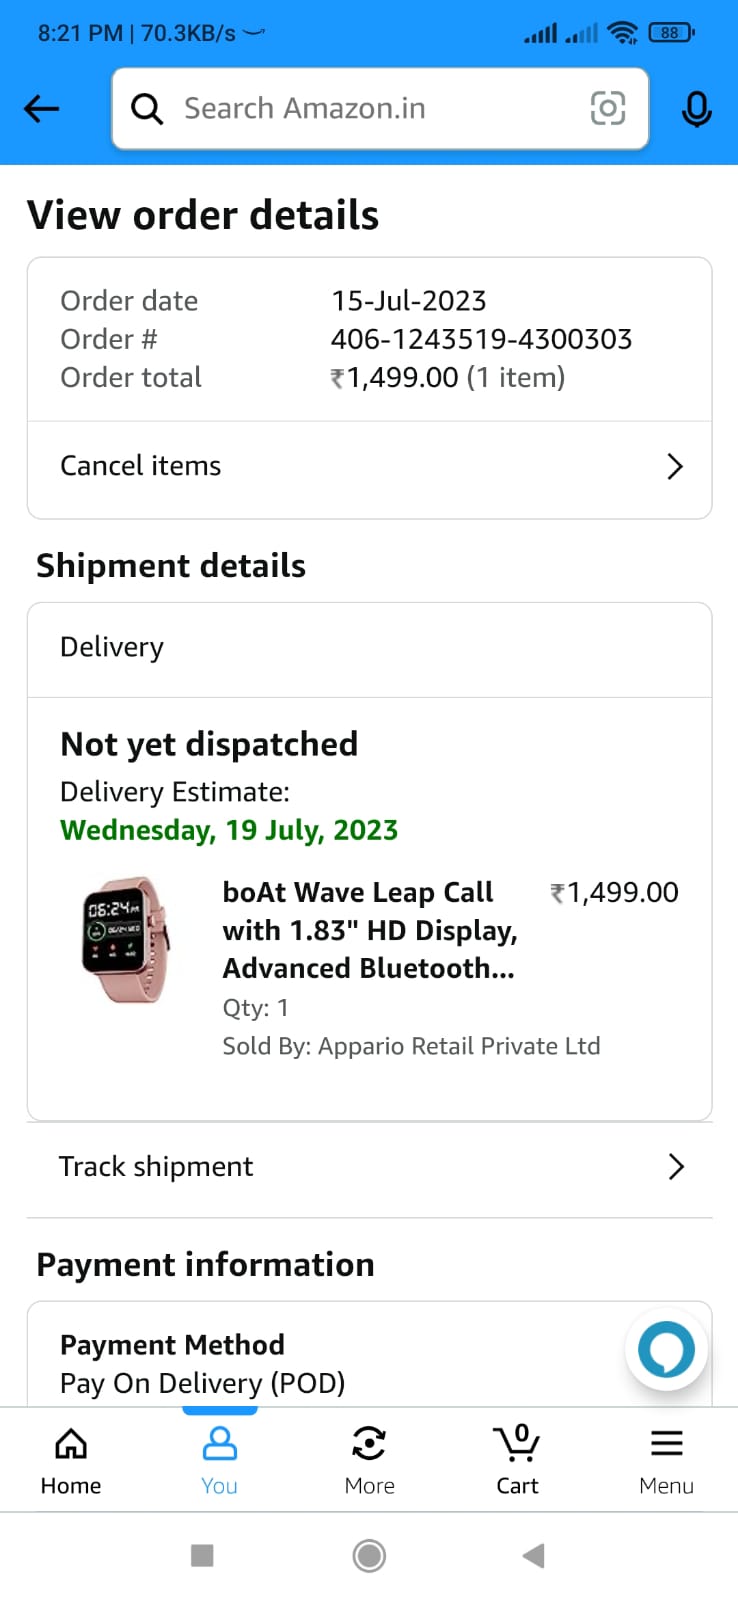 8:21 PM | 70.3KB/s
88
Search Amazon.in
View order details
Order date 15-Jul-2023
Order # 406-1243519-4300303
Order total ₹1,499.00 (1 item)
Cancel items
Shipment details
Delivery
Not yet dispatched
Delivery Estimate:
Wednesday, 19 July, 2023
boAt Wave Leap Call ₹1,499.00
with 1.83" HD Display,
Advanced Bluetooth...
Qty: 1
Sold By: Appario Retail Private Ltd
06:24
Track shipment
Payment information
Payment Method
Pay On Delivery (POD)
0
Home You More Cart Menu